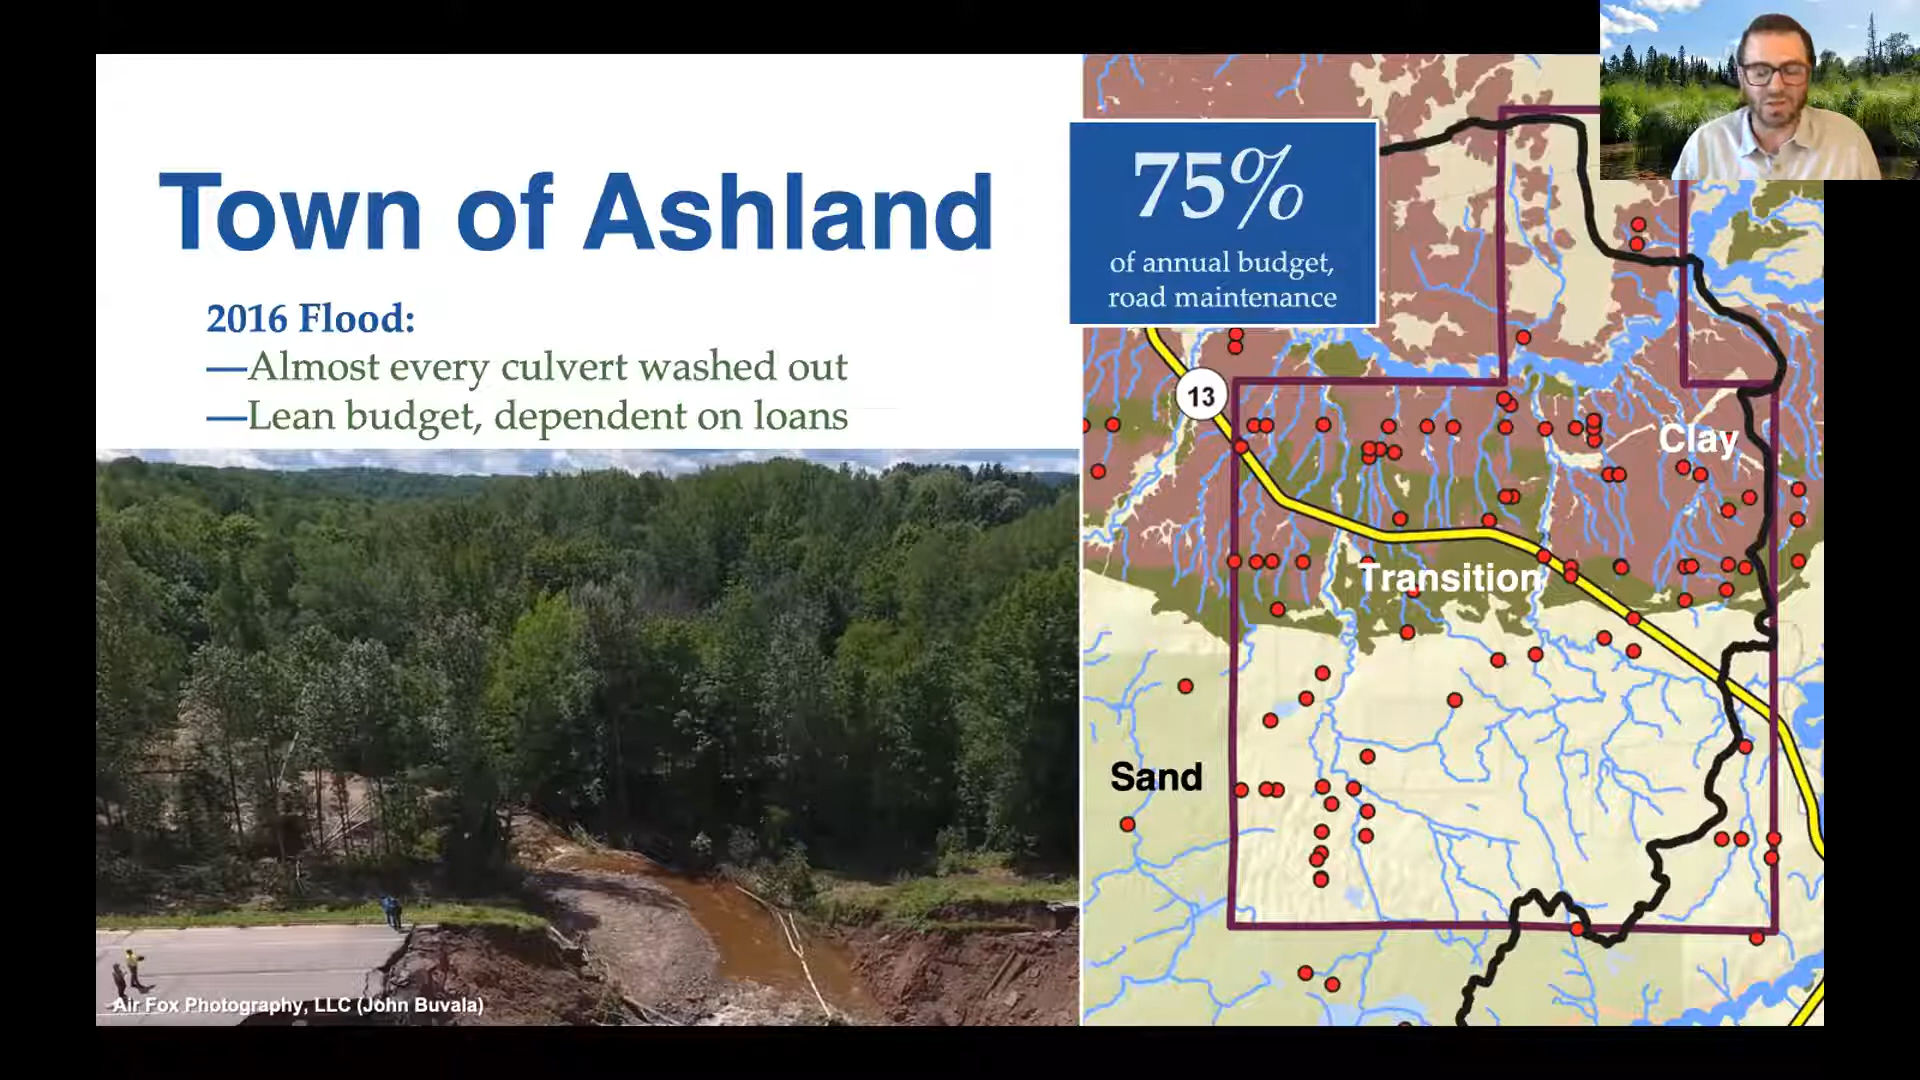 Town of Ashland
2016 Flood:
—Almost every culvert washed out
—Lean budget, dependent on loans
75%
of annual budget,
road maintenance
13
Clay
Transition
Sand
Air Fox Photography, LLC (John Buvala)